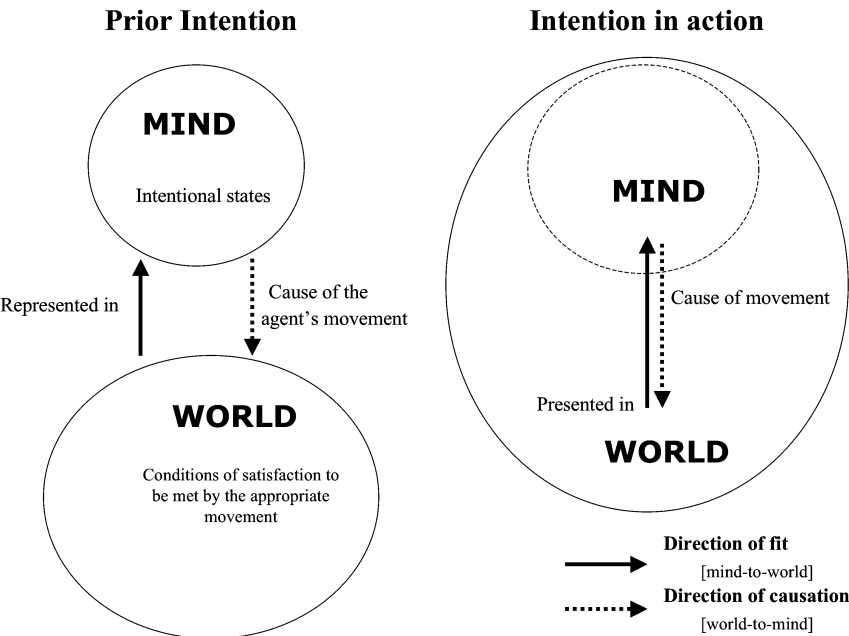 Prior Intention
MIND
Intentional states
Represented in
Cause of the
agent's movement
WORLD
Conditions of satisfaction to
be met by the appropriate
movement
Intention in action
MIND
Cause of movement
Presented in
WORLD
Direction of fit
[mind-to-world]
Direction of causation
[world-to-mind]